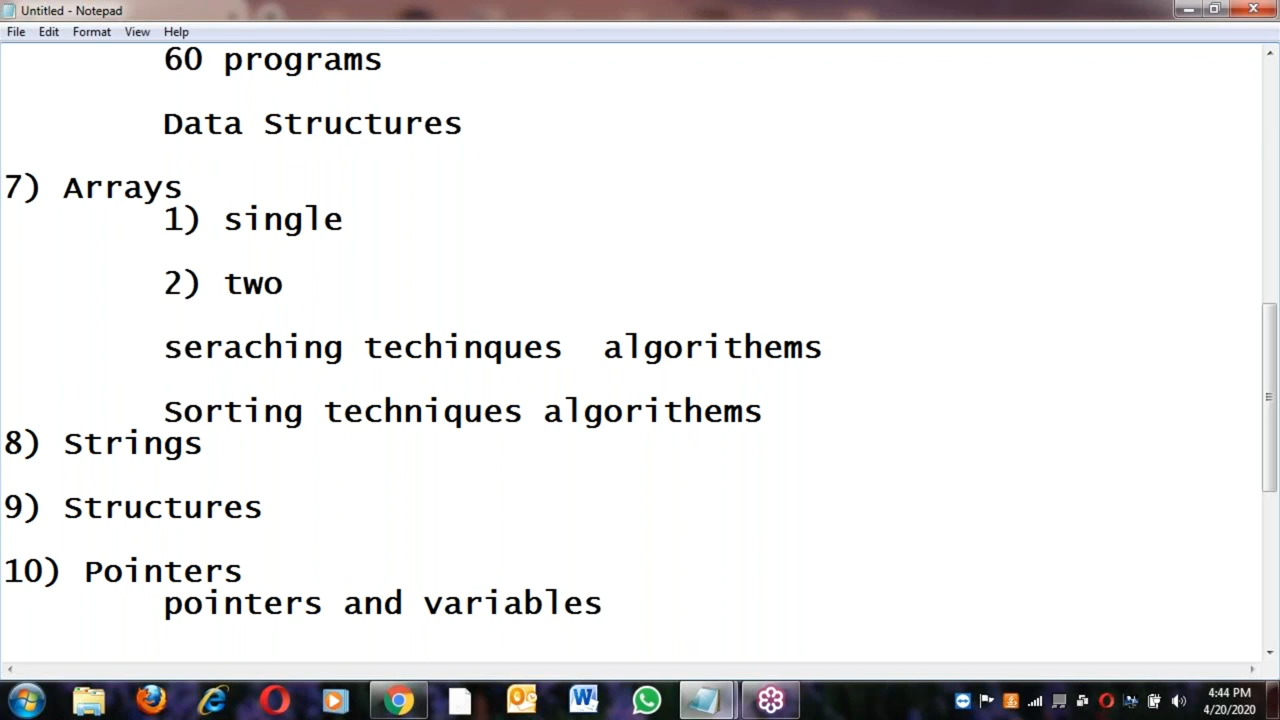 Untitled - Notepad
File Edit Format View Help
60 programs
Data Structures
7) Arrays
1) single
2) two
seraching techinques  algorithems
Sorting techniques algorithems
8) Strings
9) Structures
10) Pointers
pointers and variables
4:44 PM
4/20/2020